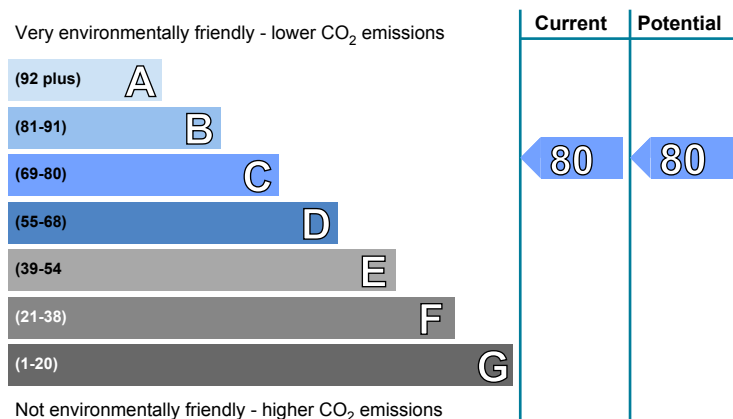 Very environmentally friendly - lower CO₂ emissions
Current
Potential
(92 plus) A
(81-91) B
(69-80) C
80
80
(55-68) D
(39-54 E
(21-38) F
(1-20) G
Not environmentally friendly - higher CO₂ emissions